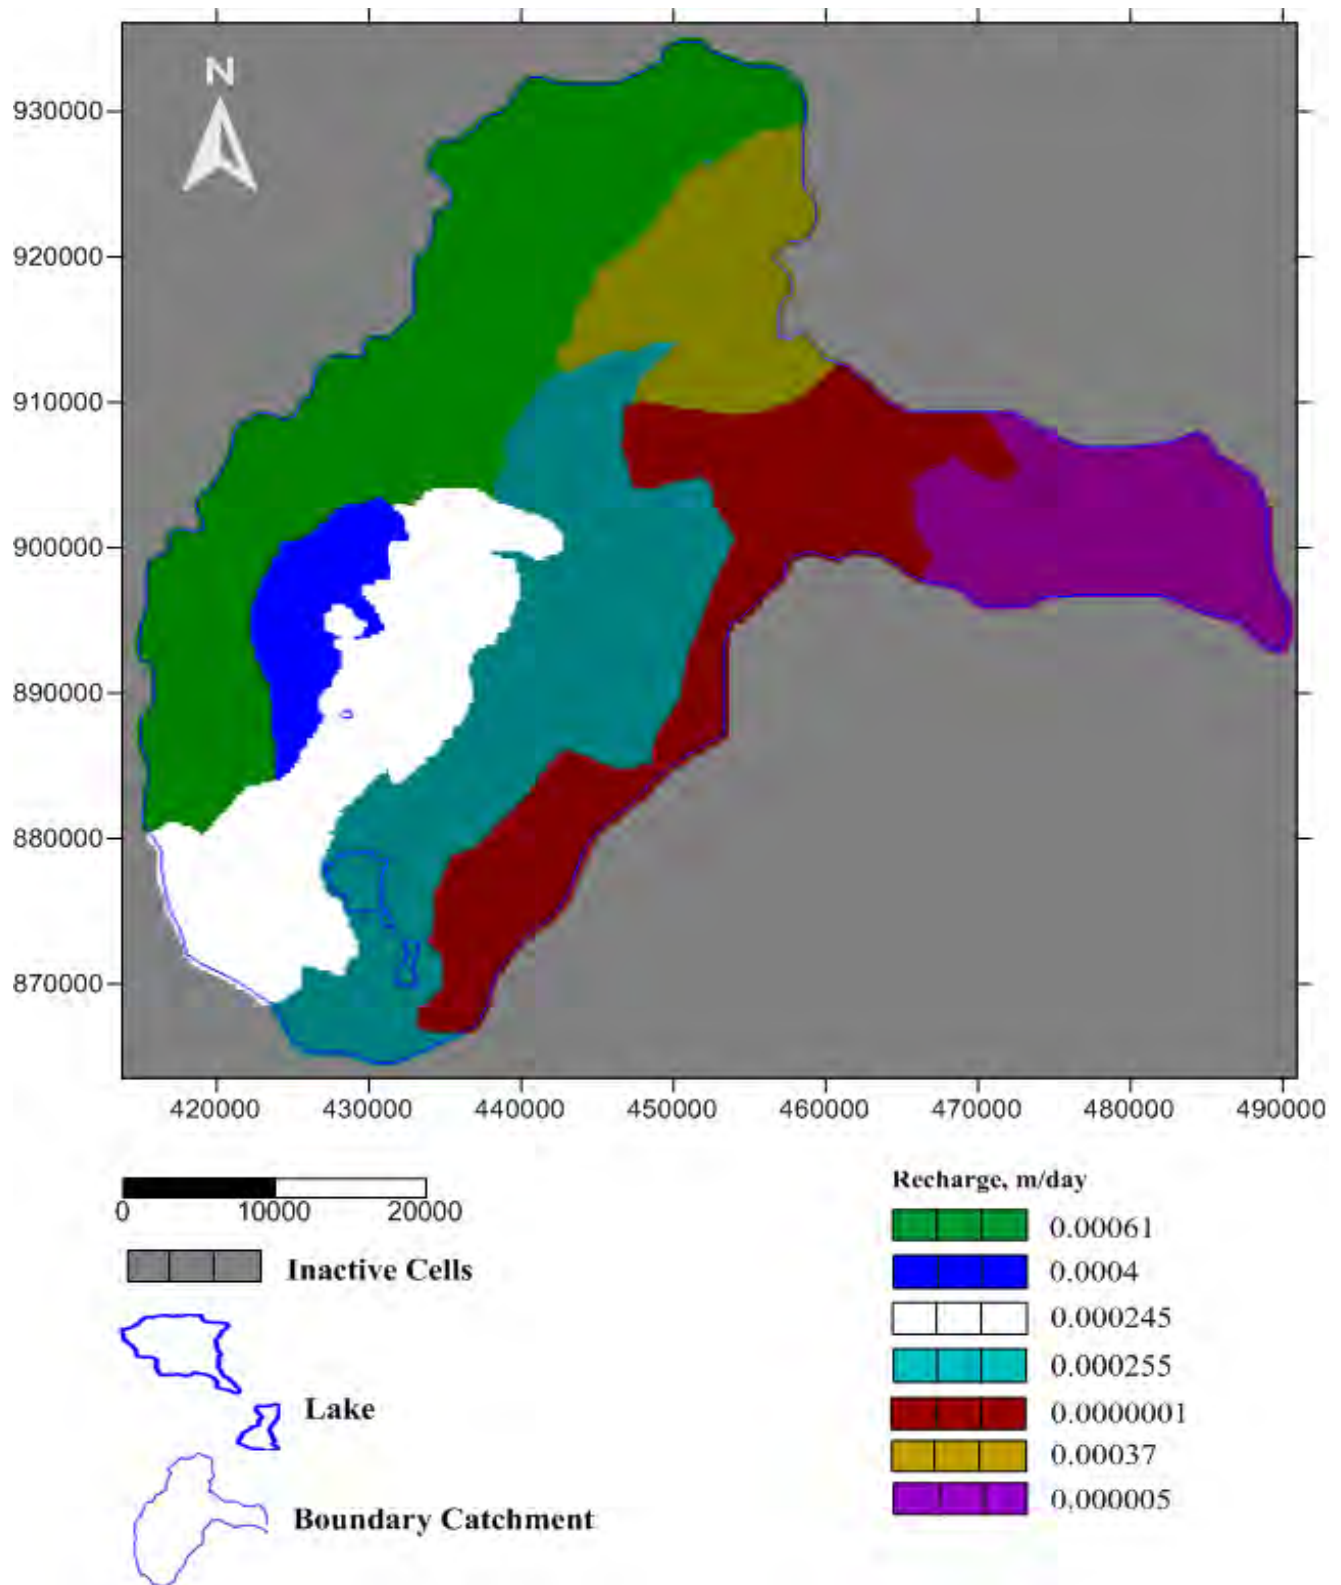 N
930000
920000
910000
900000
890000
880000
870000
420000 430000 440000 450000 460000 470000 480000 490000
0 10000 20000
Inactive Cells
Lake
Boundary Catchment
Recharge, m/day
0.00061
0.0004
0.000245
0.000255
0.0000001
0.00037
0.000005